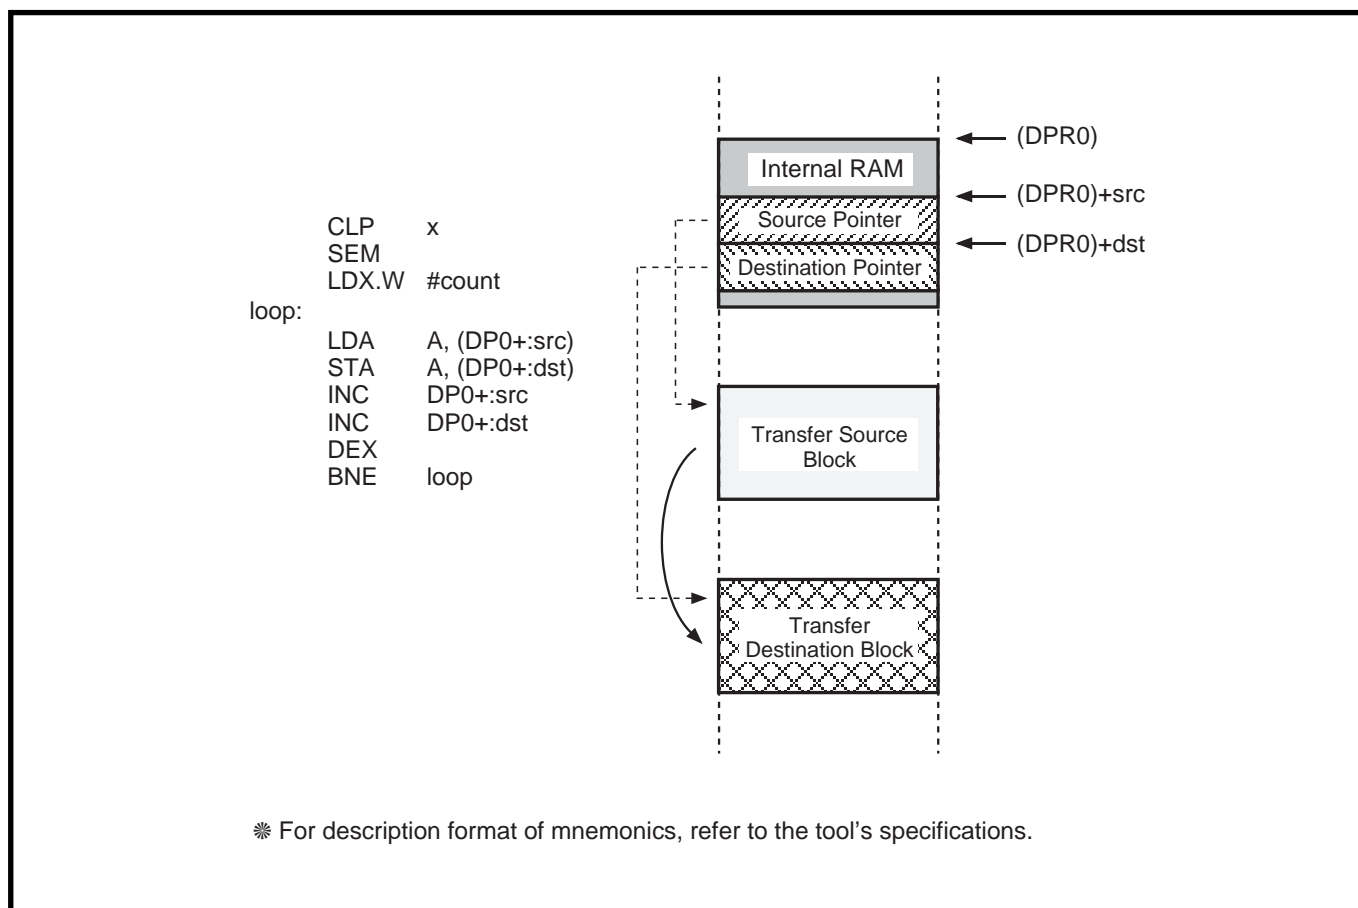 CLP x
SEM
LDX.W #count
loop:
LDA A, (DP0+:src)
STA A, (DP0+:dst)
INC DP0+:src
INC DP0+:dst
DEX
BNE loop
(DPR0)
Internal RAM
(DPR0)+src
Source Pointer
(DPR0)+dst
Destination Pointer
Transfer Source
Block
Transfer
Destination Block
❋ For description format of mnemonics, refer to the tool’s specifications.